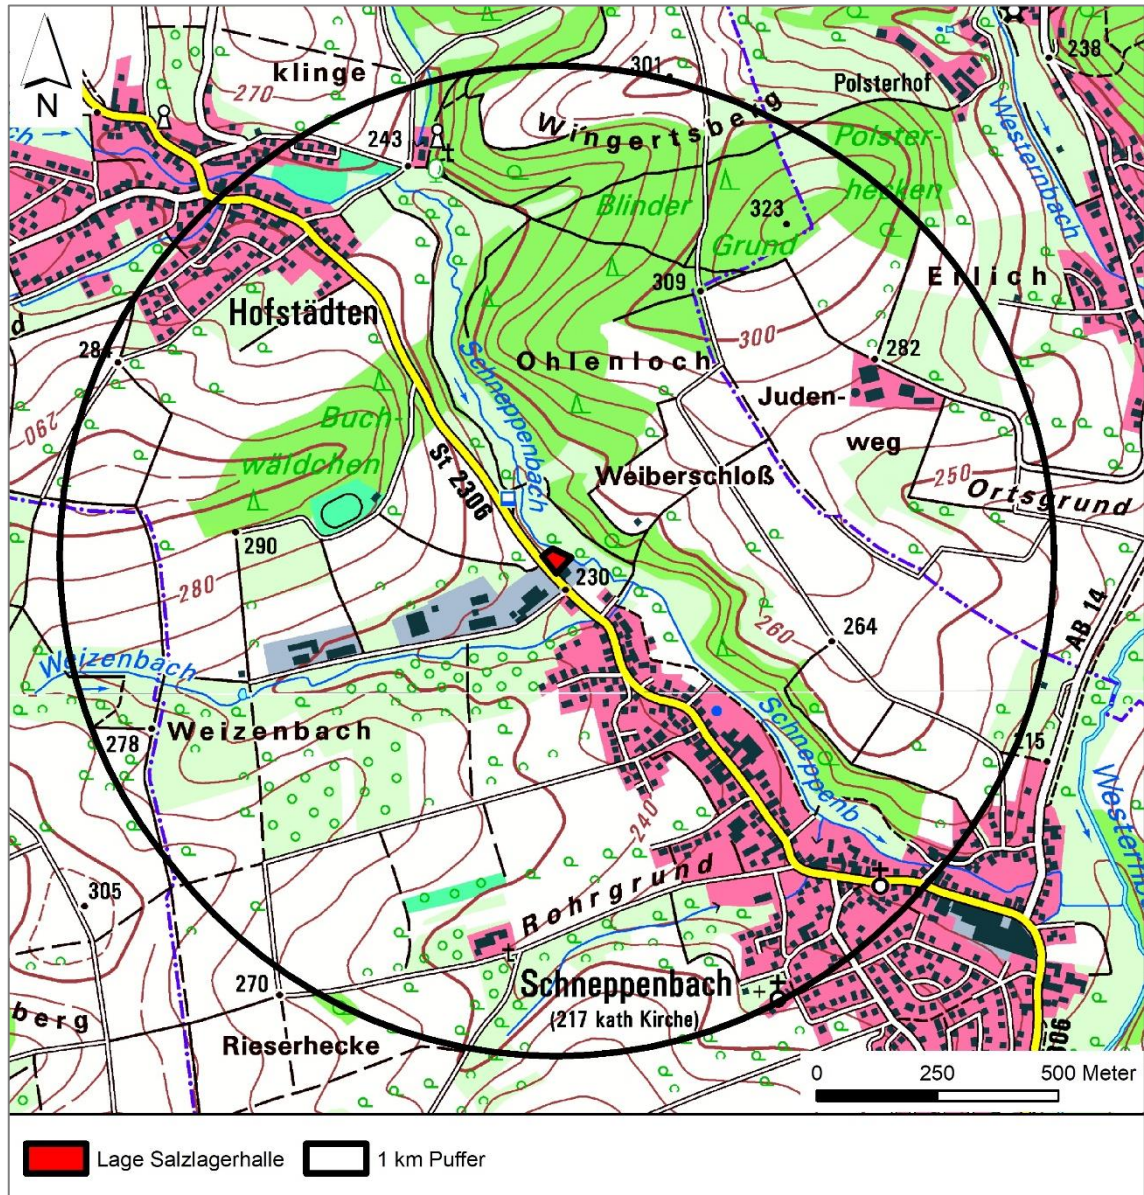 N
klinge
270
301
238
Polsterhof
243
Wingertsberg
Polster-
hecken
Westernbach
Blinder
Grund
323
309
Erlich
Hofstädten
284
300
282
Ohlenloch
Juden-
weg
Schneppenbach
290
Buch-
wäldchen
St 2306
Weiberschloß
250
Ortsgrund
290
280
230
260
264
AB 14
Weizenbach
278
Weizenbach
215
Schneppenb
240
305
Rohrgrund
270
Schneppenbach
(217 kath Kirche)
berg
Rieserhecke
0 250 500 Meter
Lage Salzlagerhalle 1 km Puffer